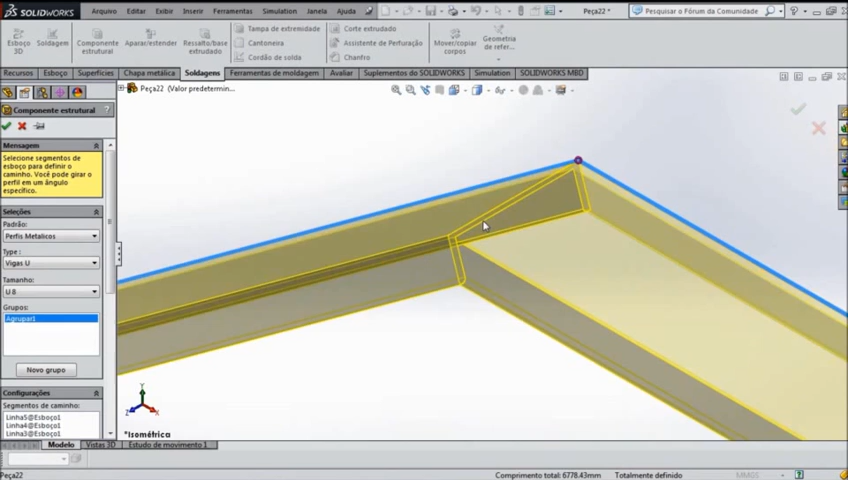 SOLIDWORKS
Arquivo
Editar
Exibir
Inserir
Ferramentas
Simulation
Janela
Ajuda
Peça22 *
Pesquisar o Fórum da Comunidade
Esboço 3D
Soldagem
Componente estrutural
Aparar/estender
Ressalto/base extrudado
Tampa de extremidade
Cantoneira
Cordão de solda
Corte extrudado
Assistente de Perfuração
Chanfro
Mover/copiar corpos
Geometria de refer...
Recursos
Esboço
Superfícies
Chapa metálica
Soldagens
Ferramentas de moldagem
Avaliar
Suplementos do SOLIDWORKS
Simulation
SOLIDWORKS MBD
Peça22 (Valor predetermin...
Componente estrutural
?
Mensagem
Selecione segmentos de
esboço para definir o
caminho. Você pode girar o
perfil em um ângulo
específico.
Seleções
Padrão:
Perfis Metalicos
Type :
Vigas U
Tamanho:
U 8
Grupos:
Agrupar1
Novo grupo
Configurações
Segmentos de caminho:
Linha5@Esboço1
Linha4@Esboço1
Linha3@Esboço1
Y
X
Z
*Isométrica
Modelo
Vistas 3D
Estudo de movimento 1
Peça22
Comprimento total: 6778.43mm
Totalmente definido
MMGS